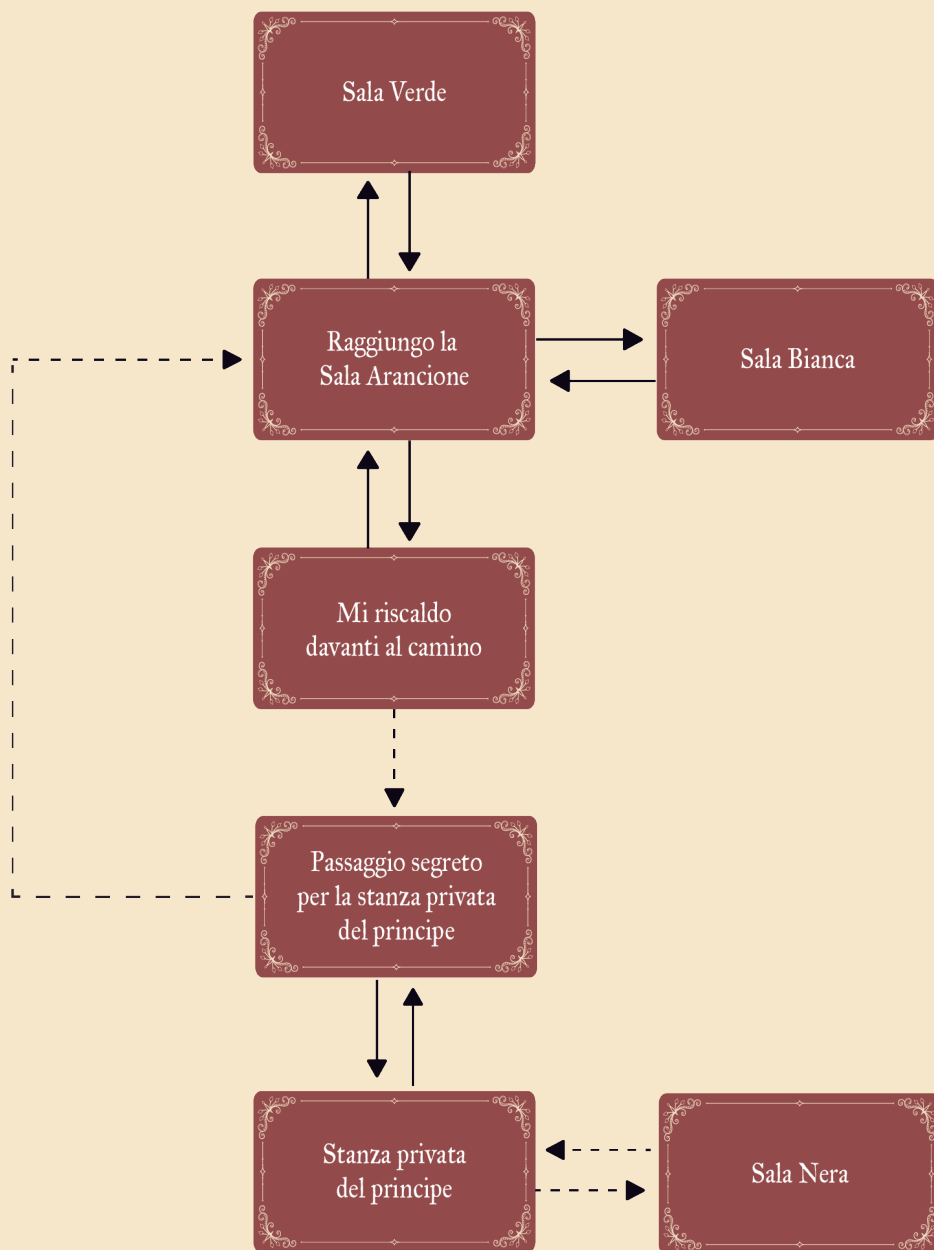 Sala Verde
Raggiungo la
Sala Arancione
Sala Bianca
Mi riscaldo
davanti al camino
Passaggio segreto
per la stanza privata
del principe
Stanza privata
del principe
Sala Nera